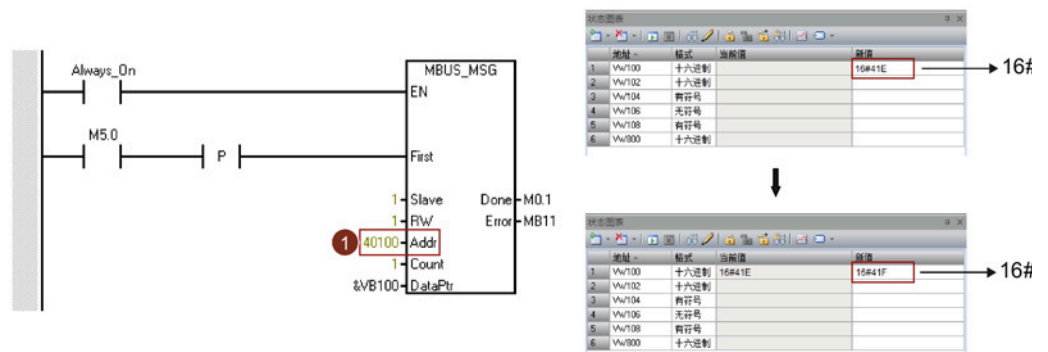 Always_On
MBUS_MSG
EN
M5.0
P
First
1 Slave Done M0.1
1 RW Error MB11
1 40100 Addr
1 Count
&VB100 DataPtr
状态图表
地址 格式 当前值 新值
1 VW100 十六进制 16#41E
2 VW102 十六进制
3 VW104 有符号
4 VW106 无符号
5 VW108 有符号
6 VW800 十六进制
16#
状态图表
地址 格式 当前值 新值
1 VW100 十六进制 16#41E 16#41F
2 VW102 十六进制
3 VW104 有符号
4 VW106 无符号
5 VW108 有符号
6 VW800 十六进制
16#